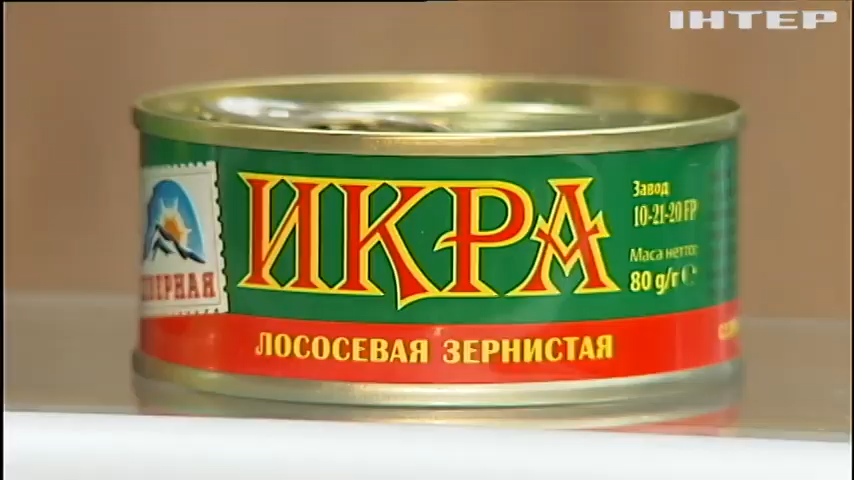 ІНТЕР
ИКРА
Завод
10-21-20 FP
Маса нетто:
80 g/г ℮
ЛОСОСЕВАЯ ЗЕРНИСТАЯ